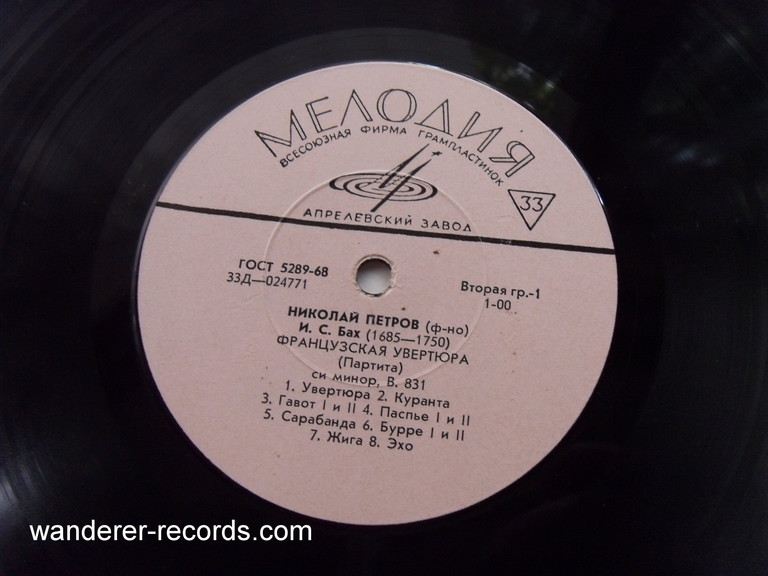 МЕЛОДИЯ
ВСЕСОЮЗНАЯ ФИРМА ГРАМПЛАСТИНОК
33
АПРЕЛЕВСКИЙ ЗАВОД
ГОСТ 5289-68
33Д—024771
Вторая гр.-1
1-00
НИКОЛАЙ ПЕТРОВ (ф-но)
И. С. Бах (1685—1750)
ФРАНЦУЗСКАЯ УВЕРТЮРА
(Партита)
си минор, В. 831
1. Увертюра 2. Куранта
3. Гавот I и II 4. Паспье I и II
5. Сарабанда 6. Бурре I и II
7. Жига 8. Эхо
wanderer-records.com